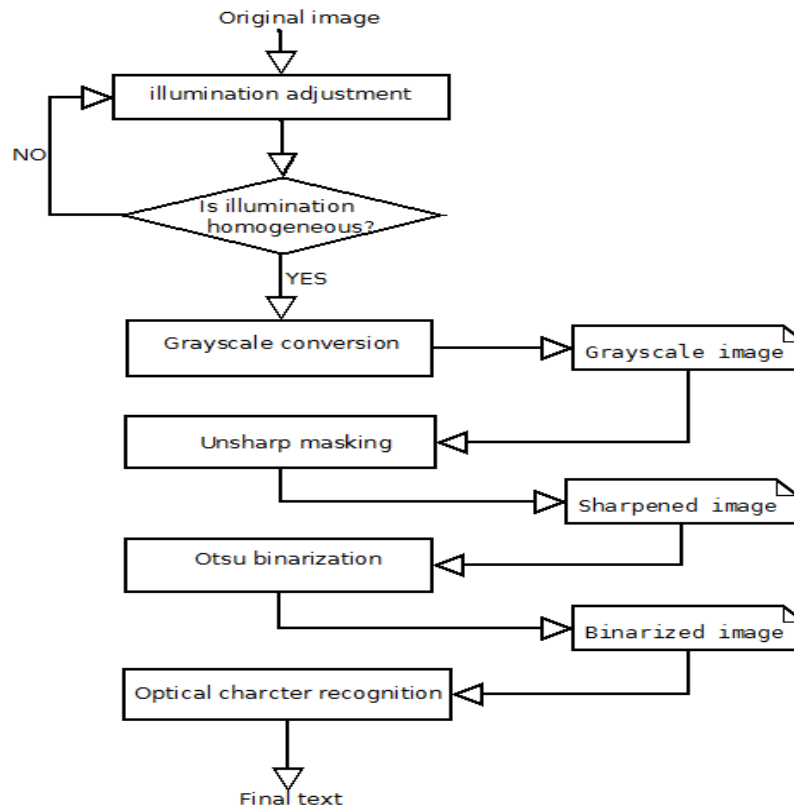 Original image
illumination adjustment
NO
Is illumination
homogeneous?
YES
Grayscale conversion
Grayscale image
Unsharp masking
Sharpened image
Otsu binarization
Binarized image
Optical charcter recognition
Final text